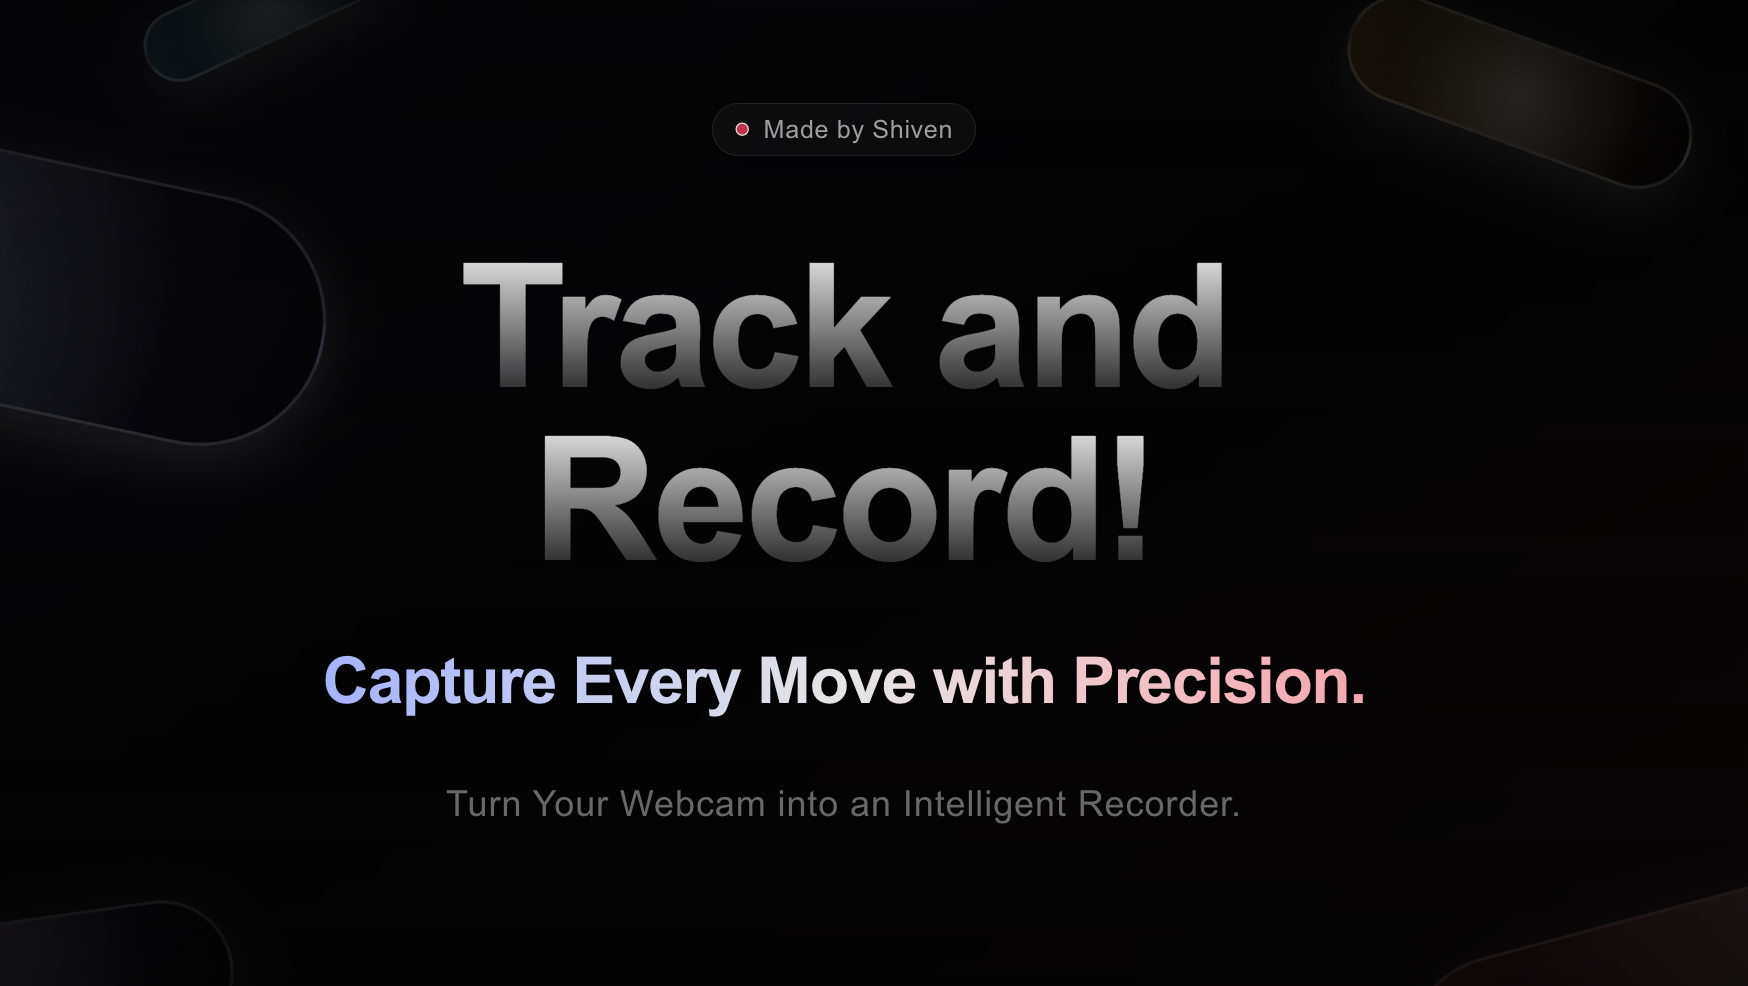 Made by Shiven
Track and
Record!
Capture Every Move with Precision.
Turn Your Webcam into an Intelligent Recorder.